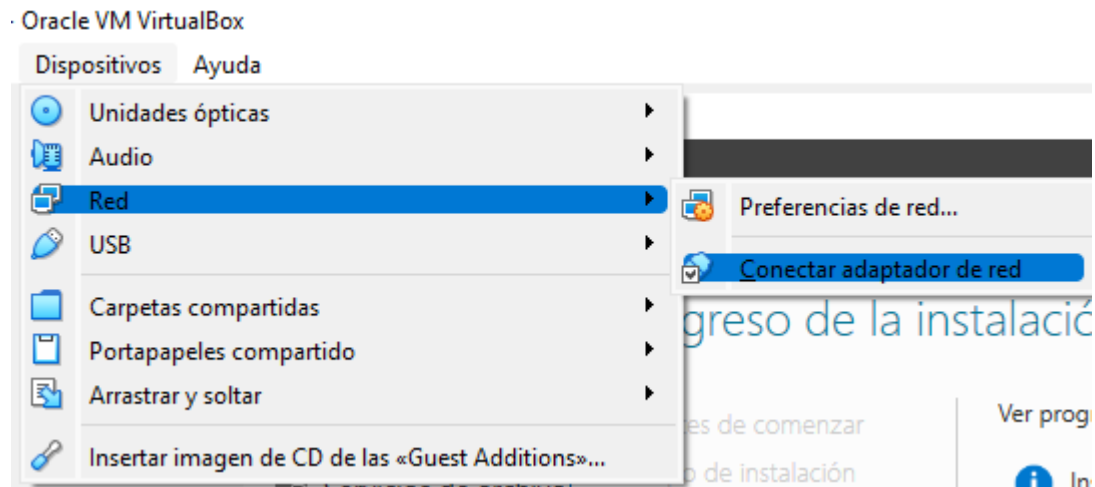 Oracle VM VirtualBox
Dispositivos Ayuda
Unidades ópticas
Audio
Red
USB
Carpetas compartidas
Portapapeles compartido
Arrastrar y soltar
Insertar imagen de CD de las «Guest Additions»...
Preferencias de red...
Conectar adaptador de red
greso de la instalació
es de comenzar
de instalación
Ver prog
In